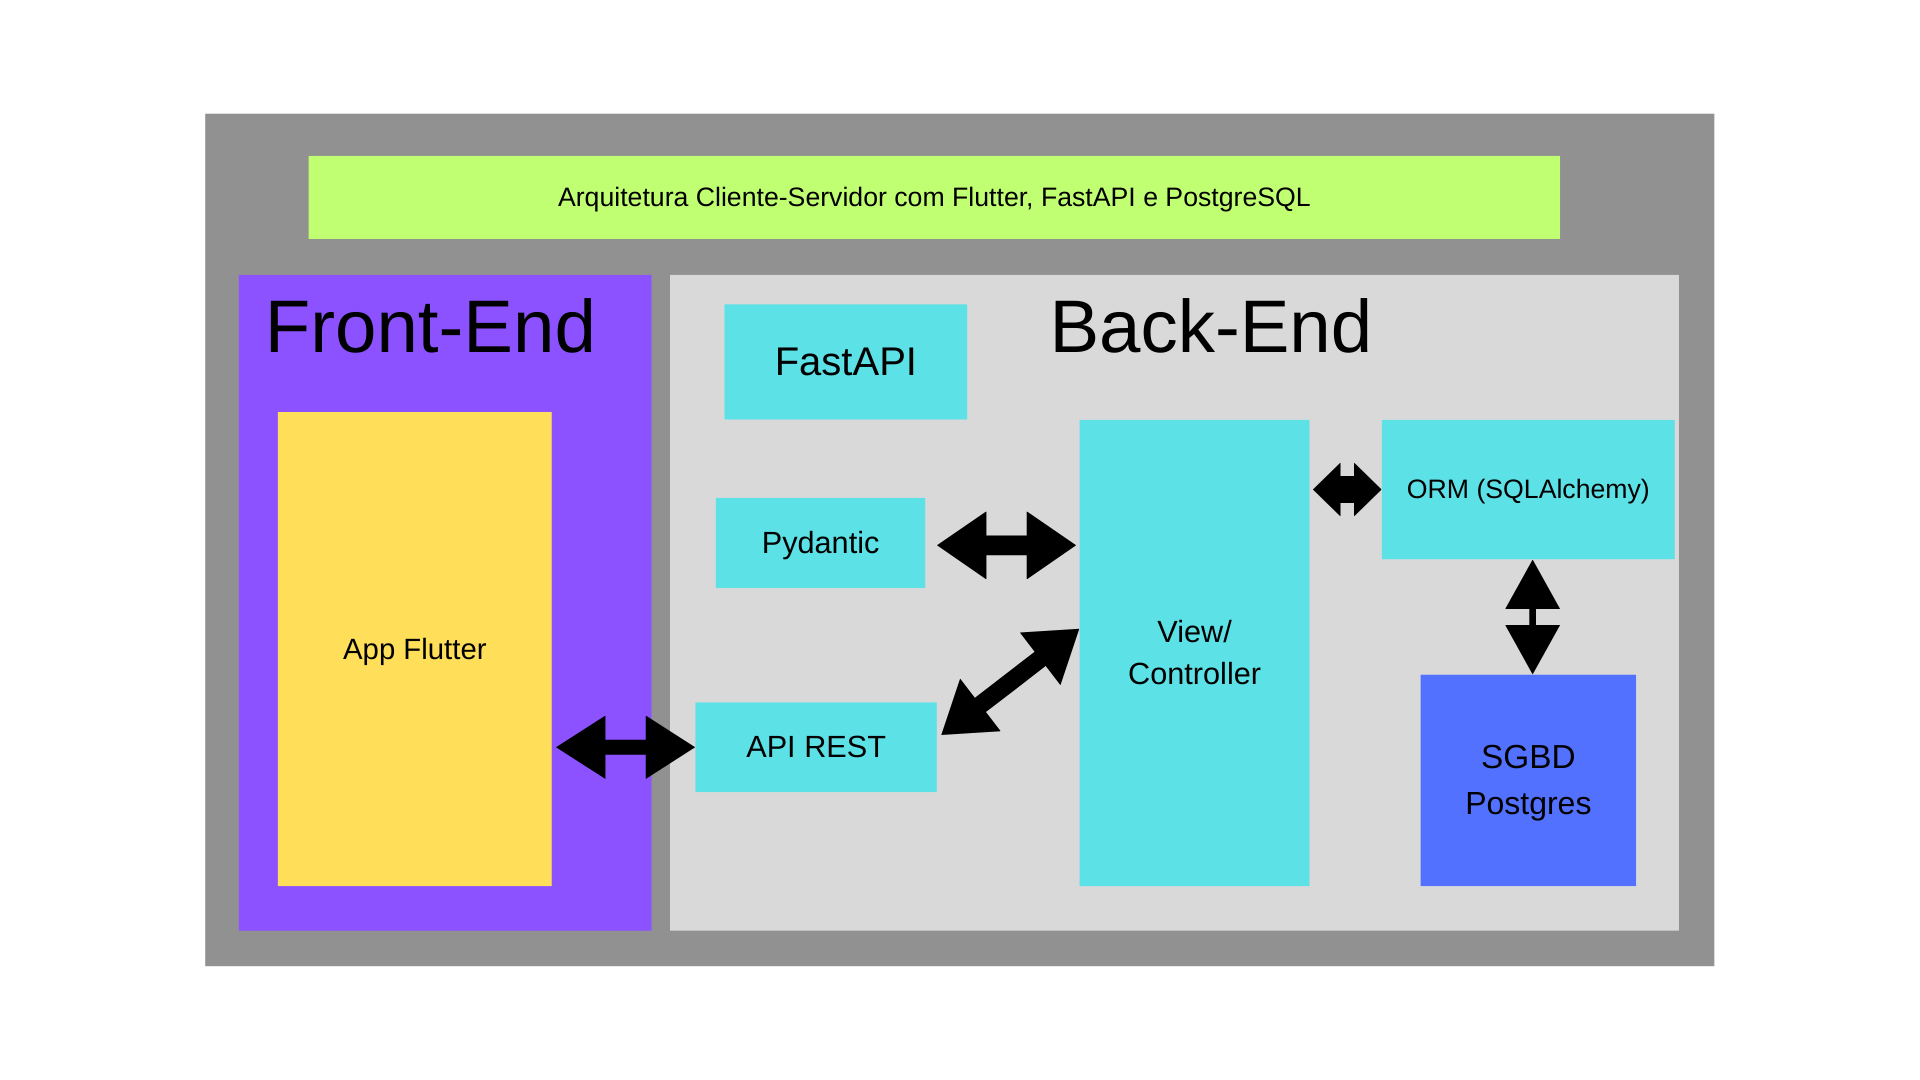 Arquitetura Cliente-Servidor com Flutter, FastAPI e PostgreSQL
Front-End
Back-End
FastAPI
App Flutter
Pydantic
API REST
View/
Controller
ORM (SQLAlchemy)
SGBD
Postgres